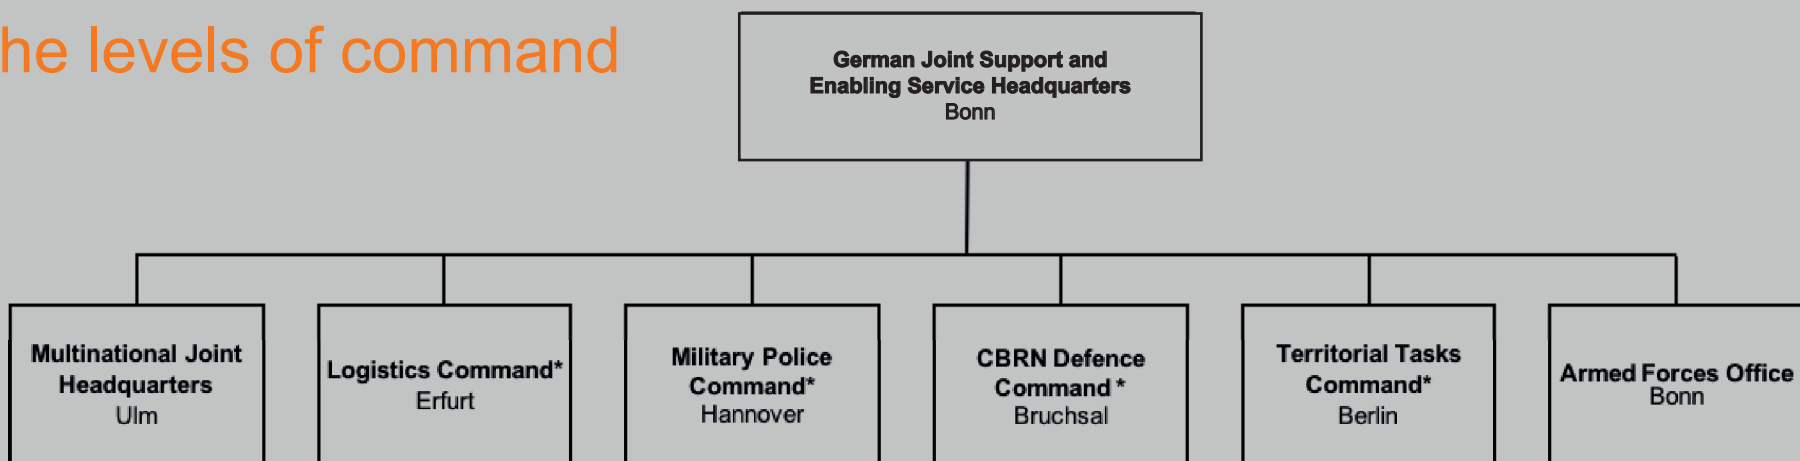 he levels of command
German Joint Support and
Enabling Service Headquarters
Bonn
Multinational Joint
Headquarters
Ulm
Logistics Command*
Erfurt
Military Police
Command*
Hannover
CBRN Defence
Command *
Bruchsal
Territorial Tasks
Command*
Berlin
Armed Forces Office
Bonn